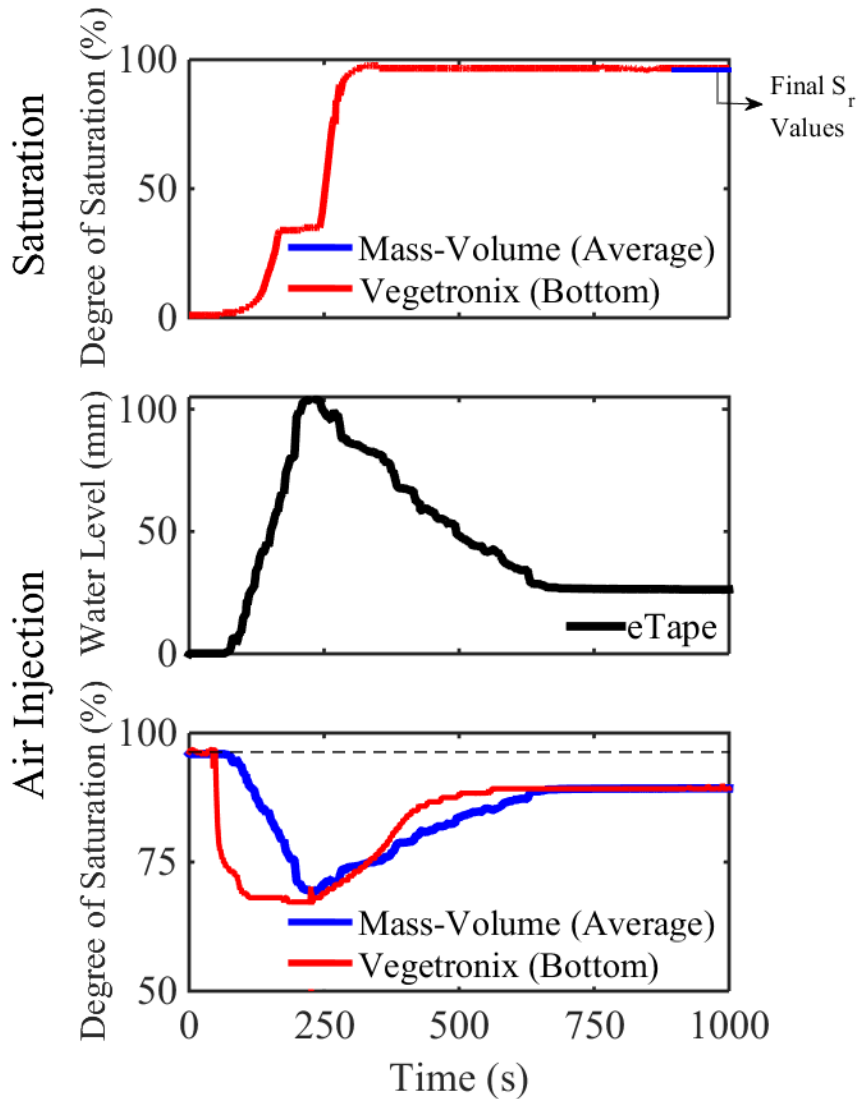 Saturation
Degree of Saturation (%)
100
50
0
Mass-Volume (Average)
Vegetronix (Bottom)
Final S_r
Values
Air Injection
Water Level (mm)
100
50
0
eTape
Degree of Saturation (%)
100
75
50
Mass-Volume (Average)
Vegetronix (Bottom)
0 250 500 750 1000
Time (s)